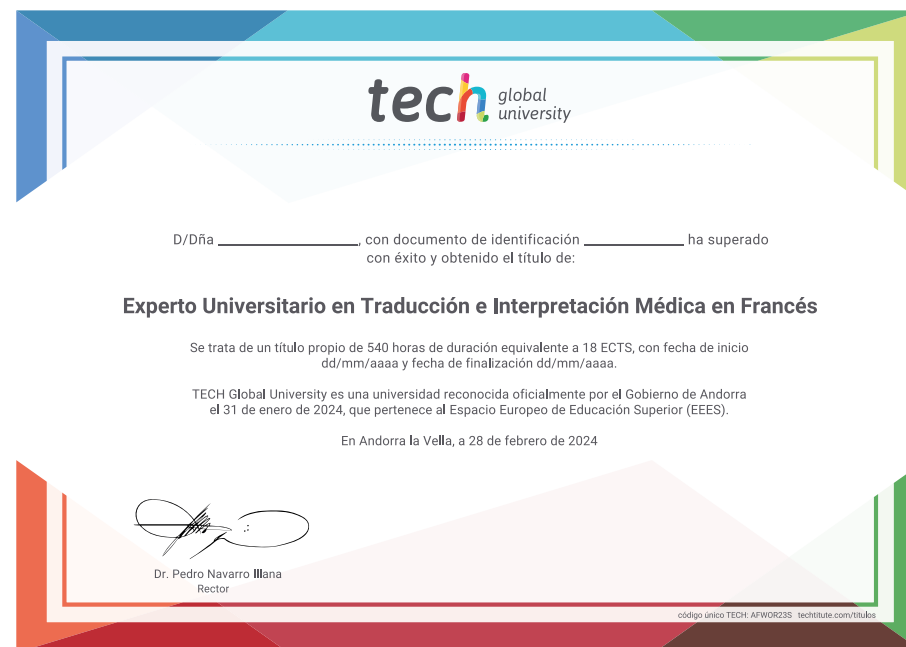 tech global university
D/Dña ____________, con documento de identificación ____________ ha superado
con éxito y obtenido el título de:
Experto Universitario en Traducción e Interpretación Médica en Francés
Se trata de un título propio de 540 horas de duración equivalente a 18 ECTS, con fecha de inicio
dd/mm/aaaa y fecha de finalización dd/mm/aaaa.
TECH Global University es una universidad reconocida oficialmente por el Gobierno de Andorra
el 31 de enero de 2024, que pertenece al Espacio Europeo de Educación Superior (EEES).
En Andorra la Vella, a 28 de febrero de 2024
Dr. Pedro Navarro Illana
Rector
código único TECH: AFWOR23S techtitute.com/titulos